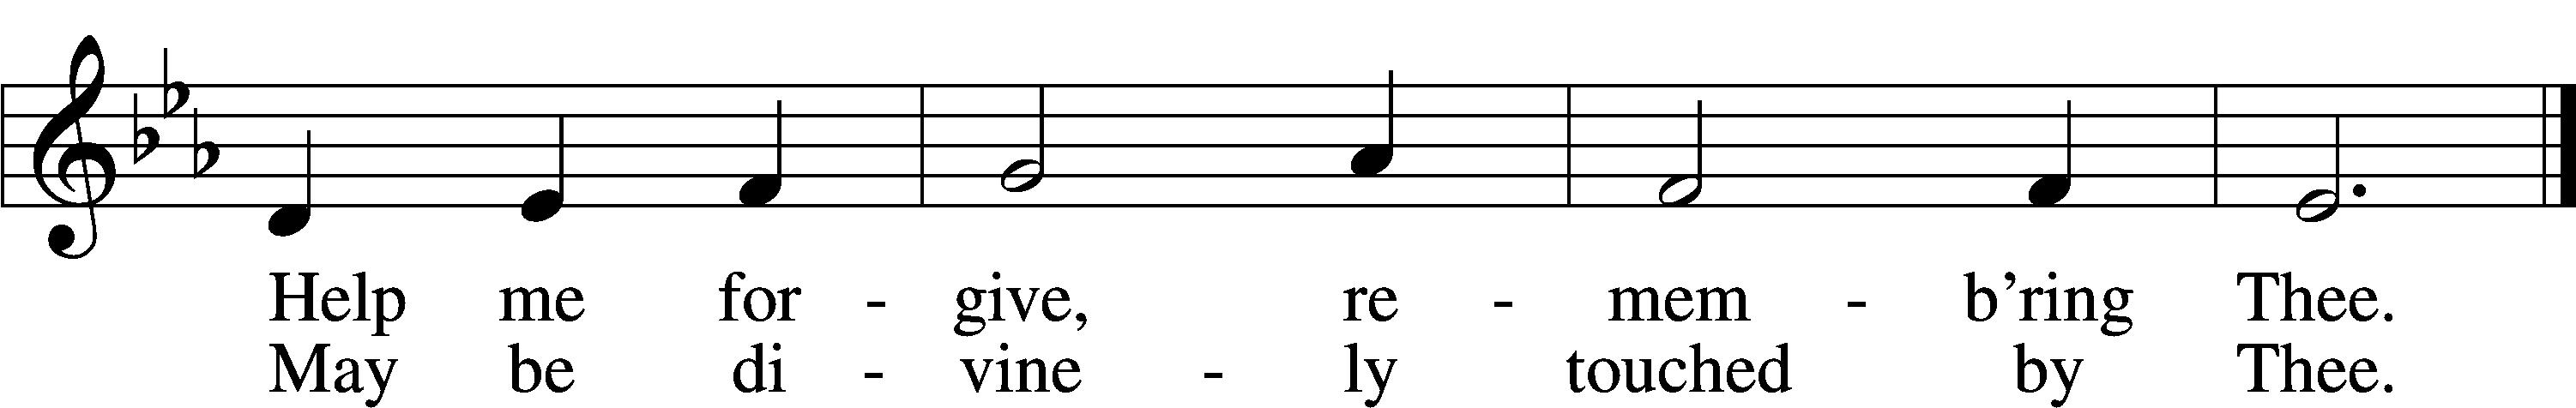 Help me for - give, re - mem - b’ring Thee.
May be di - vine - ly touched by Thee.